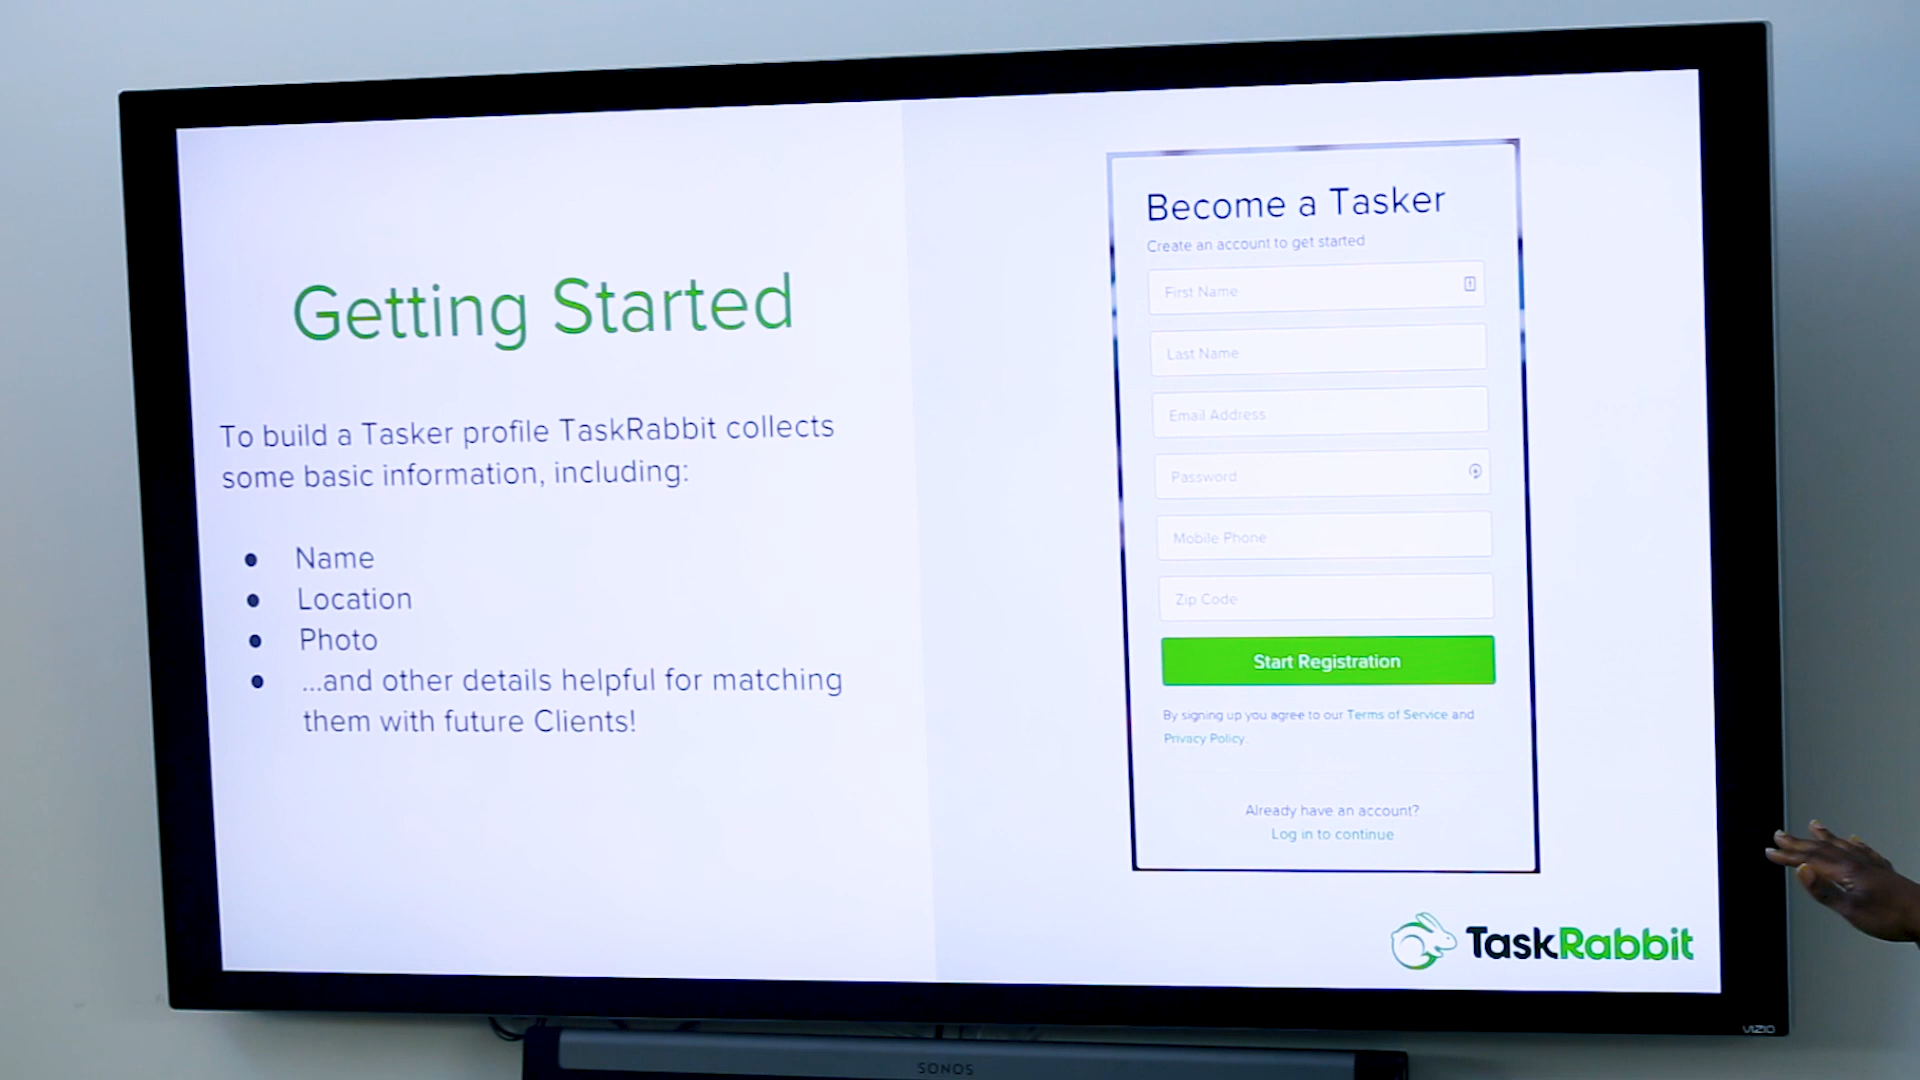 Getting Started
To build a Tasker profile TaskRabbit collects
some basic information, including:
● Name
● Location
● Photo
● ...and other details helpful for matching
them with future Clients!
Become a Tasker
Create an account to get started
First Name
Last Name
Email Address
Password
Mobile Phone
Zip Code
Start Registration
By signing up you agree to our Terms of Service and
Privacy Policy.
Already have an account?
Log in to continue
TaskRabbit
VIZIO
SONOS